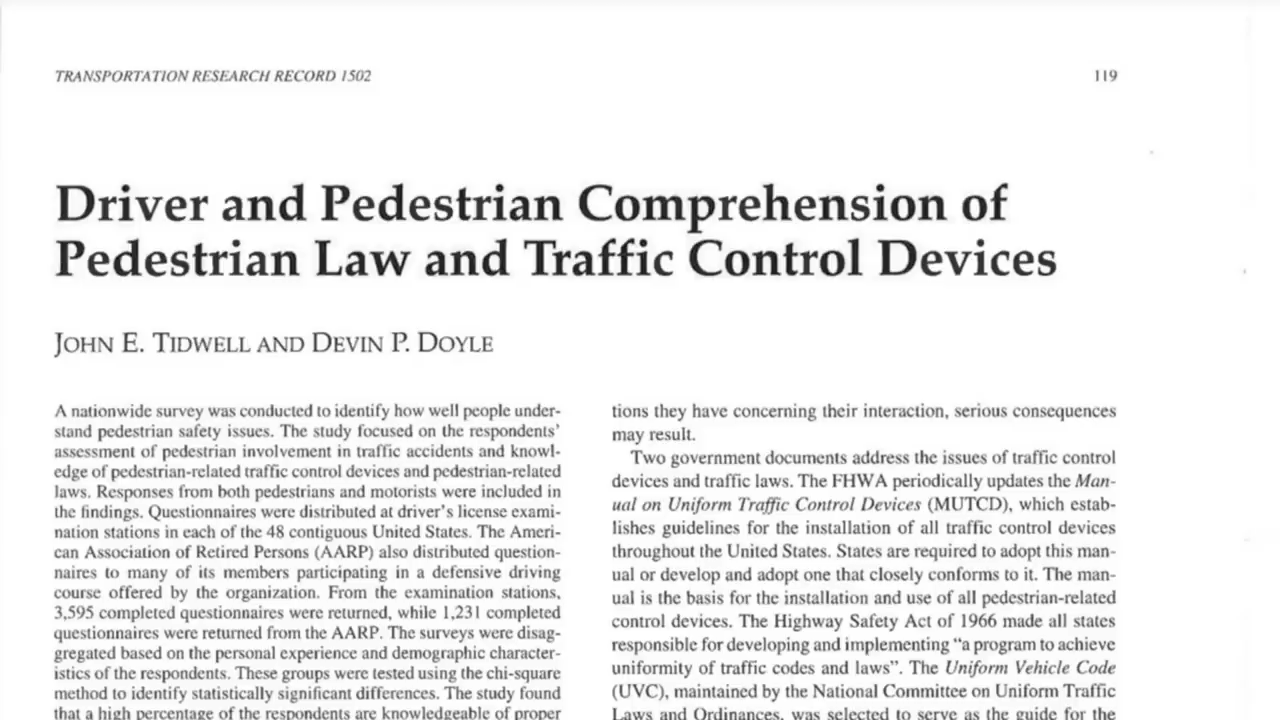 TRANSPORTATION RESEARCH RECORD 1502
119
Driver and Pedestrian Comprehension of
Pedestrian Law and Traffic Control Devices
JOHN E. TIDWELL AND DEVIN P. DOYLE
A nationwide survey was conducted to identify how well people under-
stand pedestrian safety issues. The study focused on the respondents'
assessment of pedestrian involvement in traffic accidents and knowl-
edge of pedestrian-related traffic control devices and pedestrian-related
laws. Responses from both pedestrians and motorists were included in
the findings. Questionnaires were distributed at driver's license exami-
nation stations in each of the 48 contiguous United States. The Ameri-
can Association of Retired Persons (AARP) also distributed question-
naires to many of its members participating in a defensive driving
course offered by the organization. From the examination stations,
3,595 completed questionnaires were returned, while 1,231 completed
questionnaires were returned from the AARP. The surveys were disag-
gregated based on the personal experience and demographic character-
istics of the respondents. These groups were tested using the chi-square
method to identify statistically significant differences. The study found
that a high percentage of the respondents are knowledgeable of proper
tions they have concerning their interaction, serious consequences
may result.
Two government documents address the issues of traffic control
devices and traffic laws. The FHWA periodically updates the Man-
ual on Uniform Traffic Control Devices (MUTCD), which estab-
lishes guidelines for the installation of all traffic control devices
throughout the United States. States are required to adopt this man-
ual or develop and adopt one that closely conforms to it. The man-
ual is the basis for the installation and use of all pedestrian-related
control devices. The Highway Safety Act of 1966 made all states
responsible for developing and implementing "a program to achieve
uniformity of traffic codes and laws". The Uniform Vehicle Code
(UVC), maintained by the National Committee on Uniform Traffic
Laws and Ordinances, was selected to serve as the guide for the